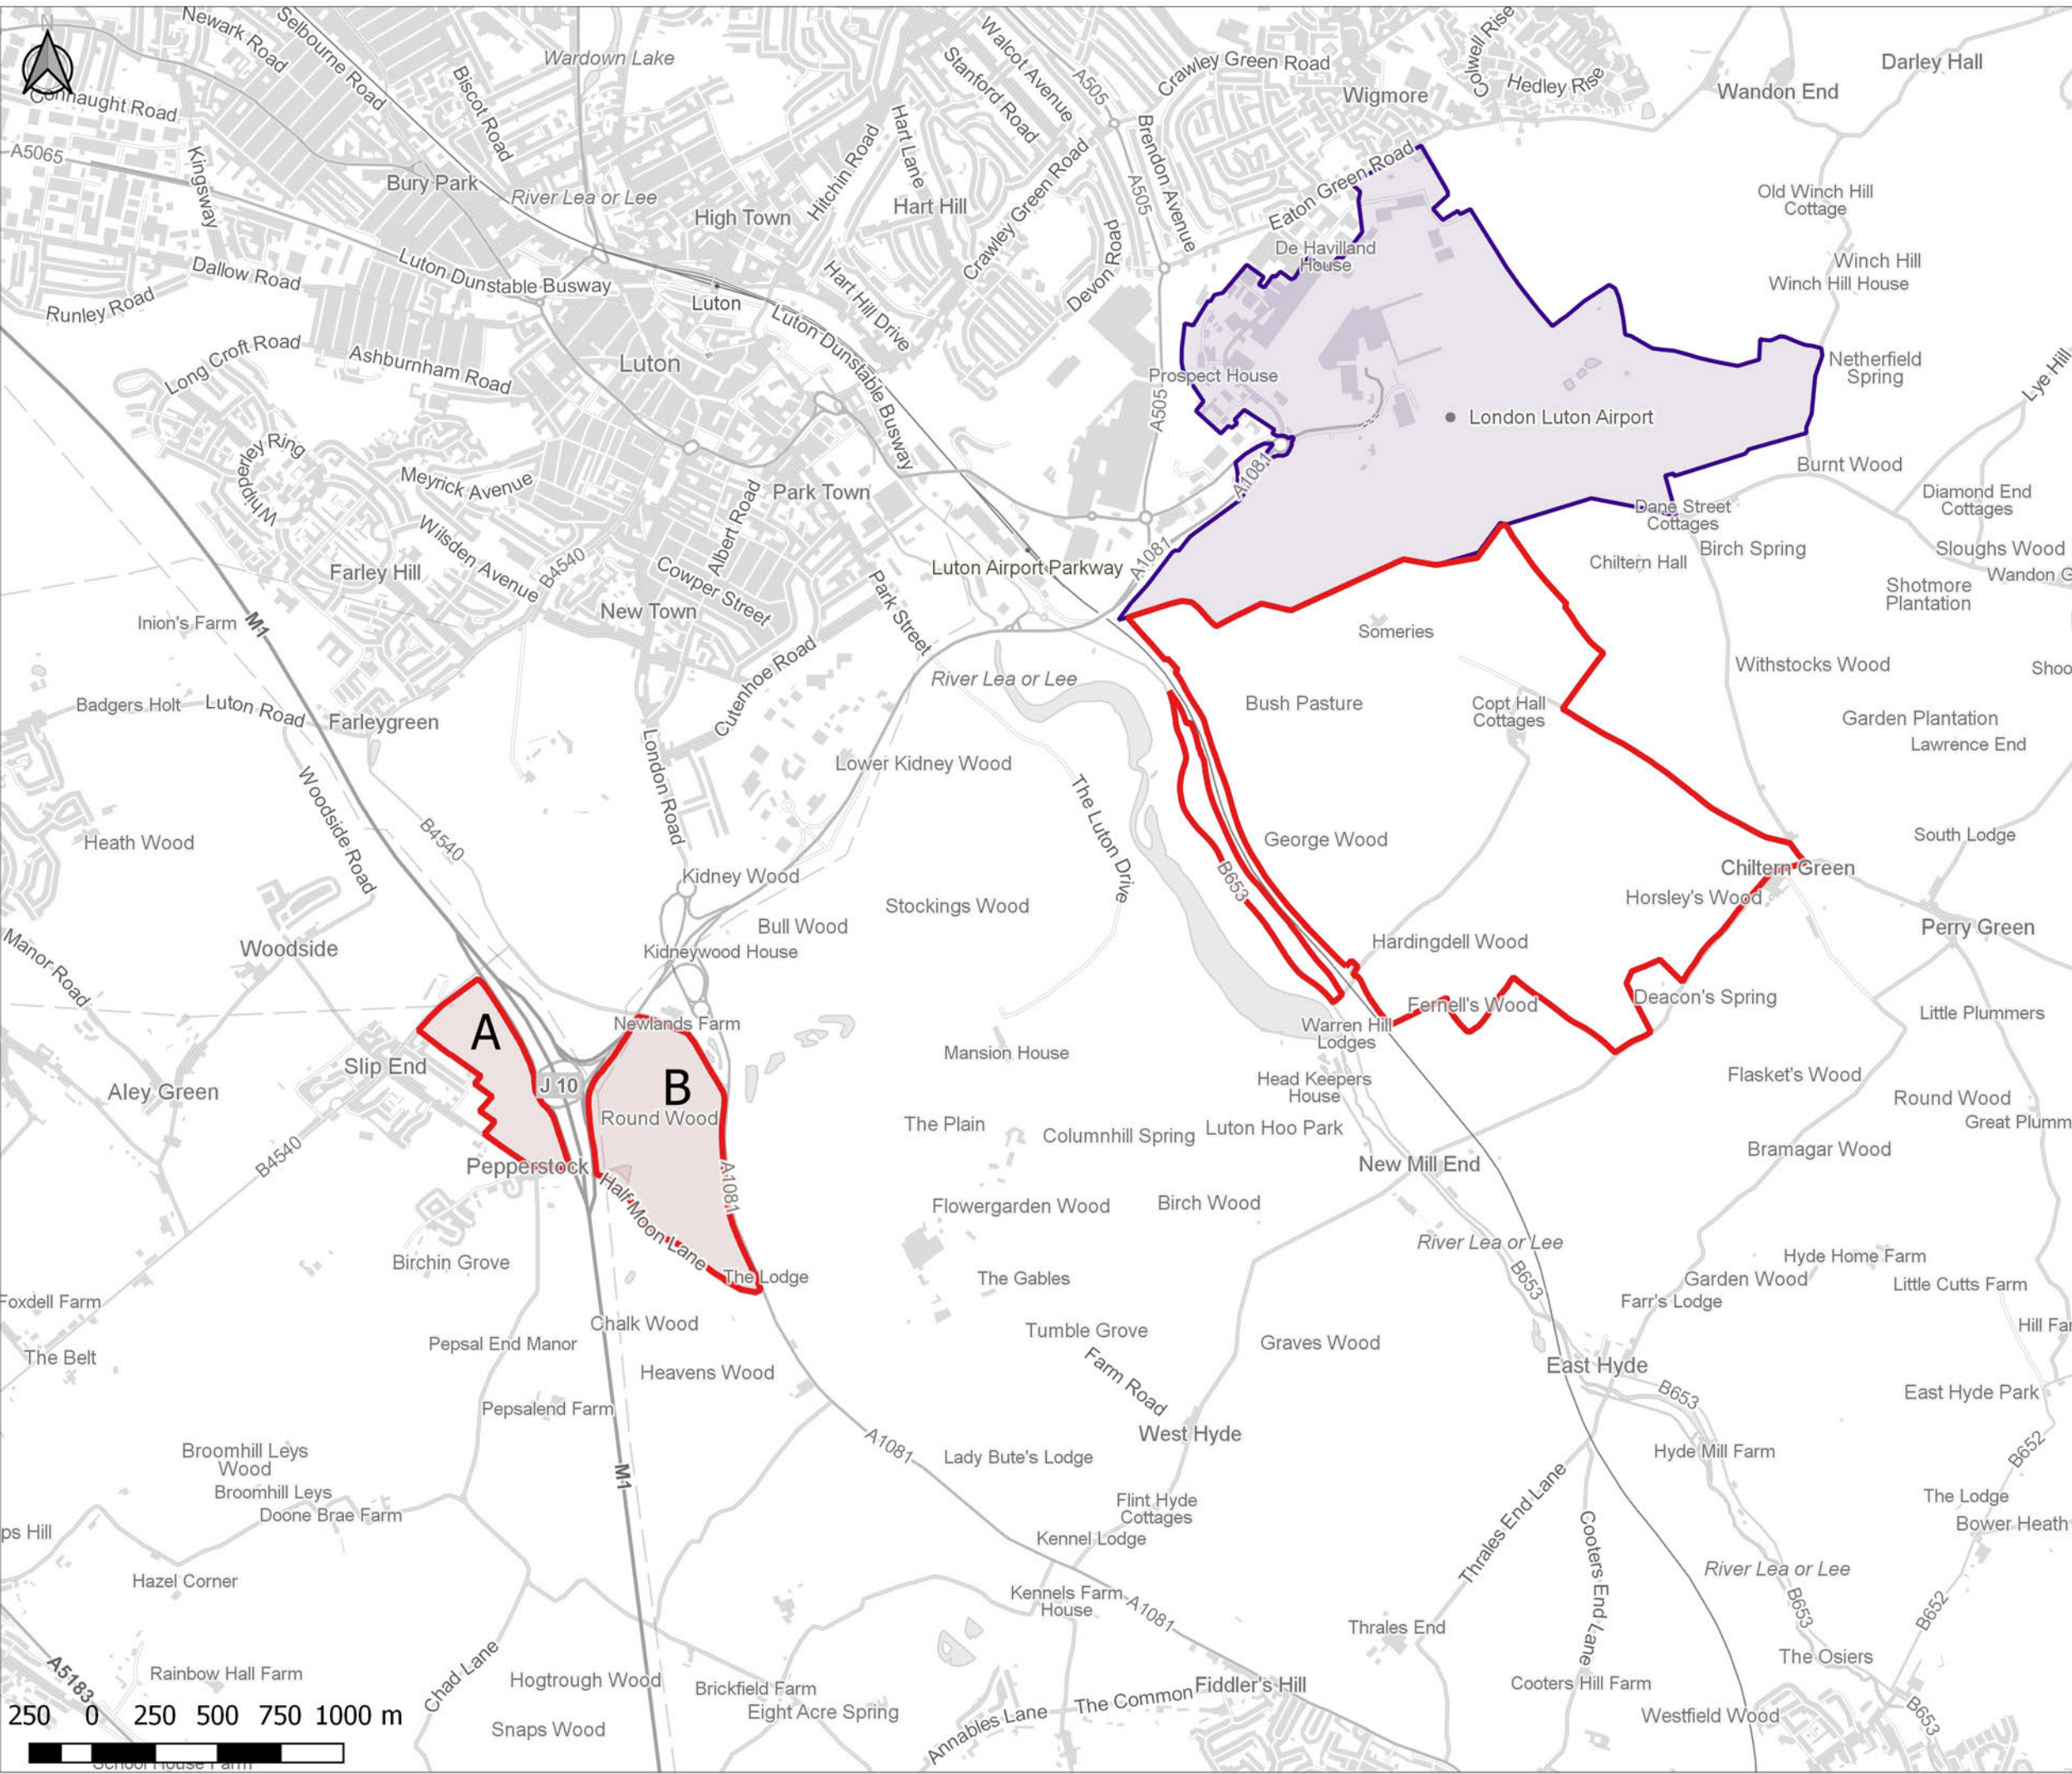 N
Newark Road
Selbourne Road
Wardown Lake
Walcot Avenue
Stanford Road
A505
Crawley Green Road
Colwell Rise
Hedley Rise
Darley Hall
Wandon End
Wigmore
Connaught Road
Biscot Road
Hart Lane
Hitchin Road
Brendon Avenue
A5065
Kingsway
Bury Park
River Lea or Lee
High Town
Hart Hill
Crawley Green Road
A505
Eaton Green Road
Old Winch Hill
Cottage
De Havilland
House
Winch Hill
Winch Hill House
Dallow Road
Luton Dunstable Busway
Devon Road
Runley Road
Luton
Hart Hill Drive
Luton Dunstable Busway
Long Croft Road
Ashburnham Road
Luton
Prospect House
A505
Netherfield
Spring
Lye Hill
London Luton Airport
Whipperley Ring
Meyrick Avenue
Park Town
Albert Road
A1081
Burnt Wood
Diamond End
Cottages
Dane Street
Cottages
Wilsden Avenue
B4540
Farley Hill
Cowper Street
New Town
Luton Airport Parkway
A1081
Chiltern Hall
Birch Spring
Sloughs Wood
Wandon G
Shotmore
Plantation
Park Street
Inion's Farm
M1
Someries
Cutenhoe Road
River Lea or Lee
Withstocks Wood
Shoo
Badgers Holt
Luton Road
Farleygreen
Bush Pasture
Copt Hall
Cottages
Garden Plantation
Lawrence End
London Road
Lower Kidney Wood
Woodside Road
The Luton Drive
Heath Wood
B4540
George Wood
South Lodge
Kidney Wood
B653
Chiltern Green
Horsley's Wood
Stockings Wood
Bull Wood
Perry Green
Manor Road
Woodside
Kidneywood House
Hardingdell Wood
Fernell's Wood
Deacon's Spring
Little Plummers
A
Newlands Farm
Warren Hill
Lodges
Slip End
Mansion House
J 10
B
Aley Green
Head Keepers
House
Flasket's Wood
Round Wood
Round Wood
The Plain
Columnhill Spring
Luton Hoo Park
Great Plumm
B4540
Bramagar Wood
Pepperstock
New Mill End
Half Moon Lane
A1081
Flowergarden Wood
Birch Wood
River Lea or Lee
Birchin Grove
The Lodge
The Gables
B653
Hyde Home Farm
Garden Wood
Little Cutts Farm
Farr's Lodge
Foxdell Farm
Chalk Wood
Tumble Grove
Hill Far
Pepsal End Manor
Graves Wood
The Belt
Heavens Wood
Farm Road
East Hyde
B653
East Hyde Park
Pepsalend Farm
West Hyde
A1081
Broomhill Leys
Wood
Lady Bute's Lodge
Hyde Mill Farm
B652
M1
Broomhill Leys
Doone Brae Farm
Flint Hyde
Cottages
Thrales End Lane
The Lodge
Bower Heath
ps Hill
Kennel Lodge
Cooters End Lane
River Lea or Lee
Hazel Corner
Kennels Farm
House
A1081
B653
B652
Thrales End
Chad Lane
The Osiers
A5183
Rainbow Hall Farm
Hogtrough Wood
Brickfield Farm
Fiddler's Hill
Cooters Hill Farm
The Common
Eight Acre Spring
Annables Lane
Westfield Wood
B653
Snaps Wood
250 0 250 500 750 1000 m
School House Farm